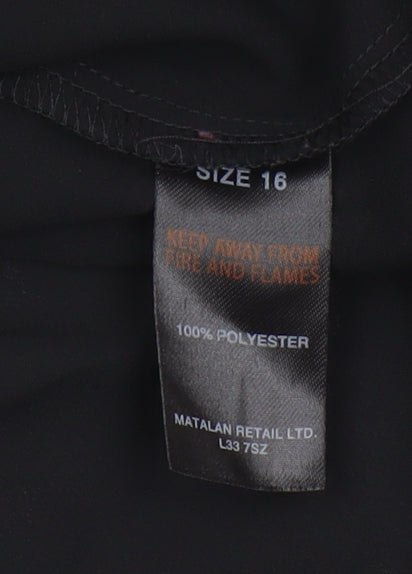 SIZE 16
KEEP AWAY FROM
FIRE AND FLAMES
100% POLYESTER
MATALAN RETAIL LTD.
L33 7SZ